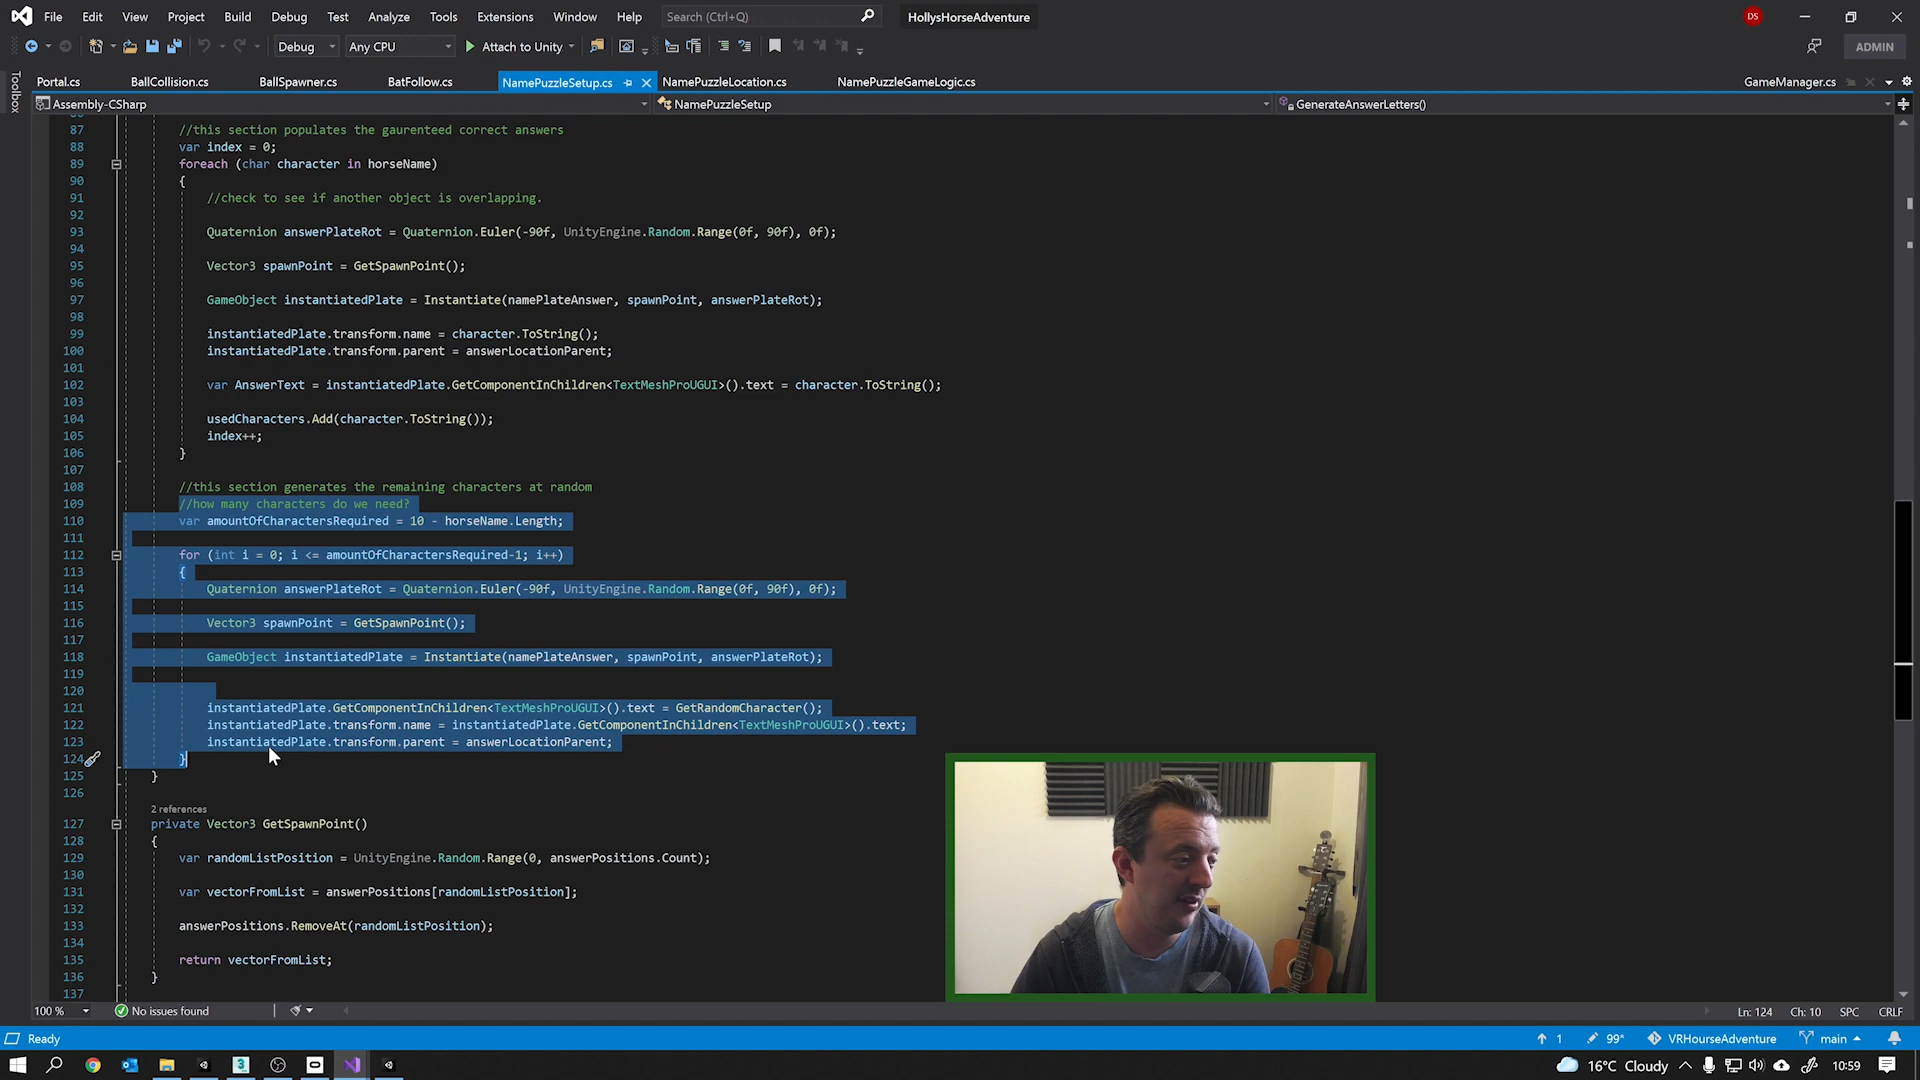 File Edit View Project Build Debug Test Analyze Tools Extensions Window Help Search (Ctrl+Q) HollysHorseAdventure DS
Debug Any CPU Attach to Unity ADMIN
Portal.cs BallCollision.cs BallSpawner.cs BatFollow.cs NamePuzzleSetup.cs NamePuzzleLocation.cs NamePuzzleGameLogic.cs GameManager.cs
Toolbox
Assembly-CSharp NamePuzzleSetup GenerateAnswerLetters()
87 //this section populates the gaurenteed correct answers
88 var index = 0;
89 foreach (char character in horseName)
90 {
91 //check to see if another object is overlapping.
92
93 Quaternion answerPlateRot = Quaternion.Euler(-90f, UnityEngine.Random.Range(0f, 90f), 0f);
94
95 Vector3 spawnPoint = GetSpawnPoint();
96
97 GameObject instantiatedPlate = Instantiate(namePlateAnswer, spawnPoint, answerPlateRot);
98
99 instantiatedPlate.transform.name = character.ToString();
100 instantiatedPlate.transform.parent = answerLocationParent;
101
102 var AnswerText = instantiatedPlate.GetComponentInChildren<TextMeshProUGUI>().text = character.ToString();
103
104 usedCharacters.Add(character.ToString());
105 index++;
106 }
107
108 //this section generates the remaining characters at random
109 //how many characters do we need?
110 var amountOfCharactersRequired = 10 - horseName.Length;
111
112 for (int i = 0; i <= amountOfCharactersRequired-1; i++)
113 {
114 Quaternion answerPlateRot = Quaternion.Euler(-90f, UnityEngine.Random.Range(0f, 90f), 0f);
115
116 Vector3 spawnPoint = GetSpawnPoint();
117
118 GameObject instantiatedPlate = Instantiate(namePlateAnswer, spawnPoint, answerPlateRot);
119
120
121 instantiatedPlate.GetComponentInChildren<TextMeshProUGUI>().text = GetRandomCharacter();
122 instantiatedPlate.transform.name = instantiatedPlate.GetComponentInChildren<TextMeshProUGUI>().text;
123 instantiatedPlate.transform.parent = answerLocationParent;
124 }
125 }
126
2 references
127 private Vector3 GetSpawnPoint()
128 {
129 var randomListPosition = UnityEngine.Random.Range(0, answerPositions.Count);
130
131 var vectorFromList = answerPositions[randomListPosition];
132
133 answerPositions.RemoveAt(randomListPosition);
134
135 return vectorFromList;
136 }
137
100 % No issues found Ln: 124 Ch: 10 SPC CRLF
Ready 1 99* VRHourseAdventure main
16°C Cloudy 10:59